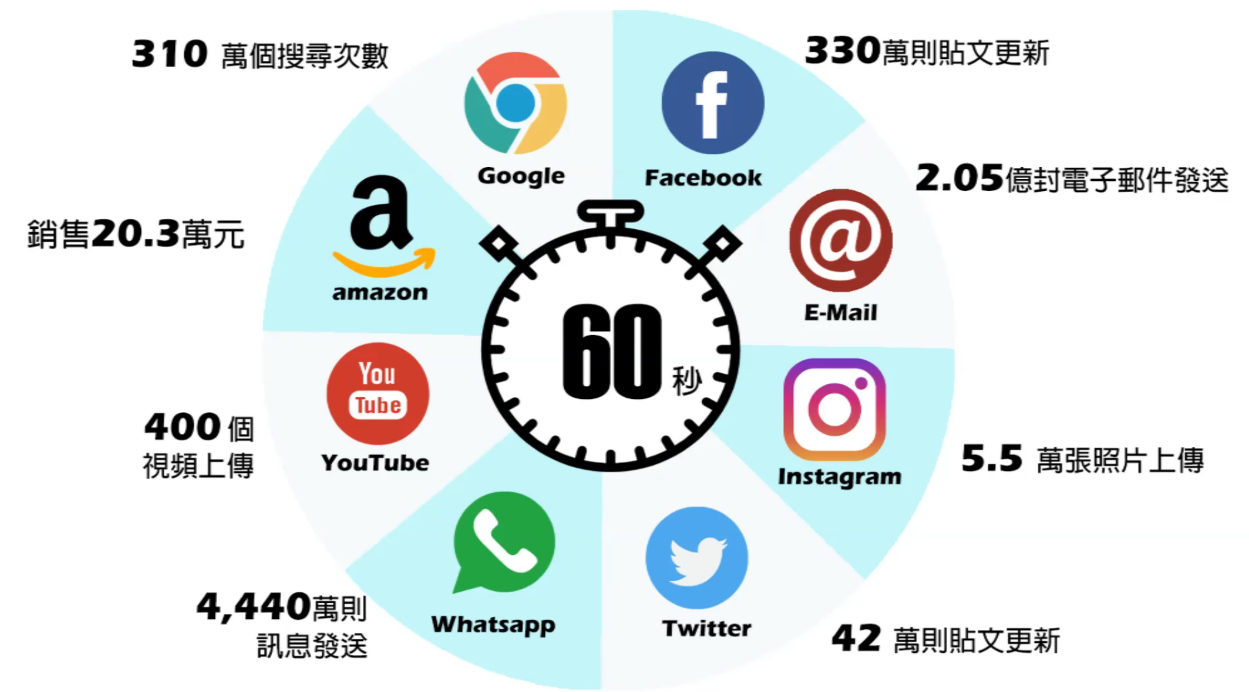 310 萬個搜尋次數
Google
330萬則貼文更新
Facebook
2.05億封電子郵件發送
E-Mail
銷售20.3萬元
a
amazon
60 秒
You
Tube
YouTube
400 個
視頻上傳
Instagram
5.5 萬張照片上傳
4,440萬則
訊息發送
Whatsapp
Twitter
42 萬則貼文更新